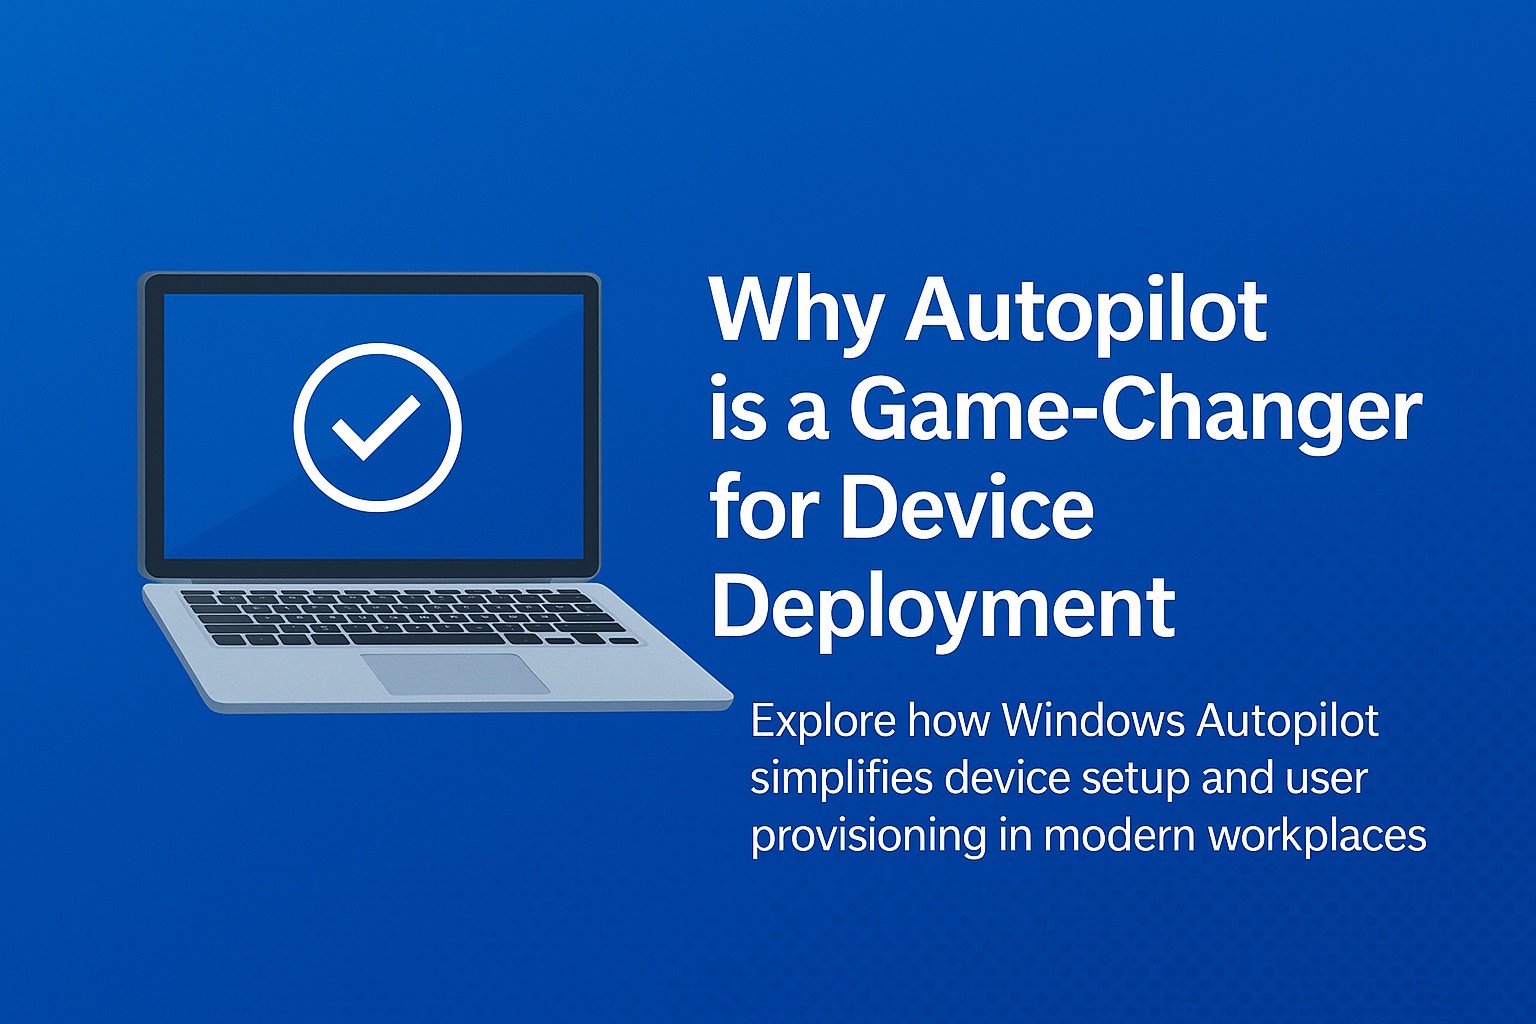 Why Autopilot
is a Game-Changer
for Device
Deployment
Explore how Windows Autopilot
simplifies device setup and user
provisioning in modern workplaces